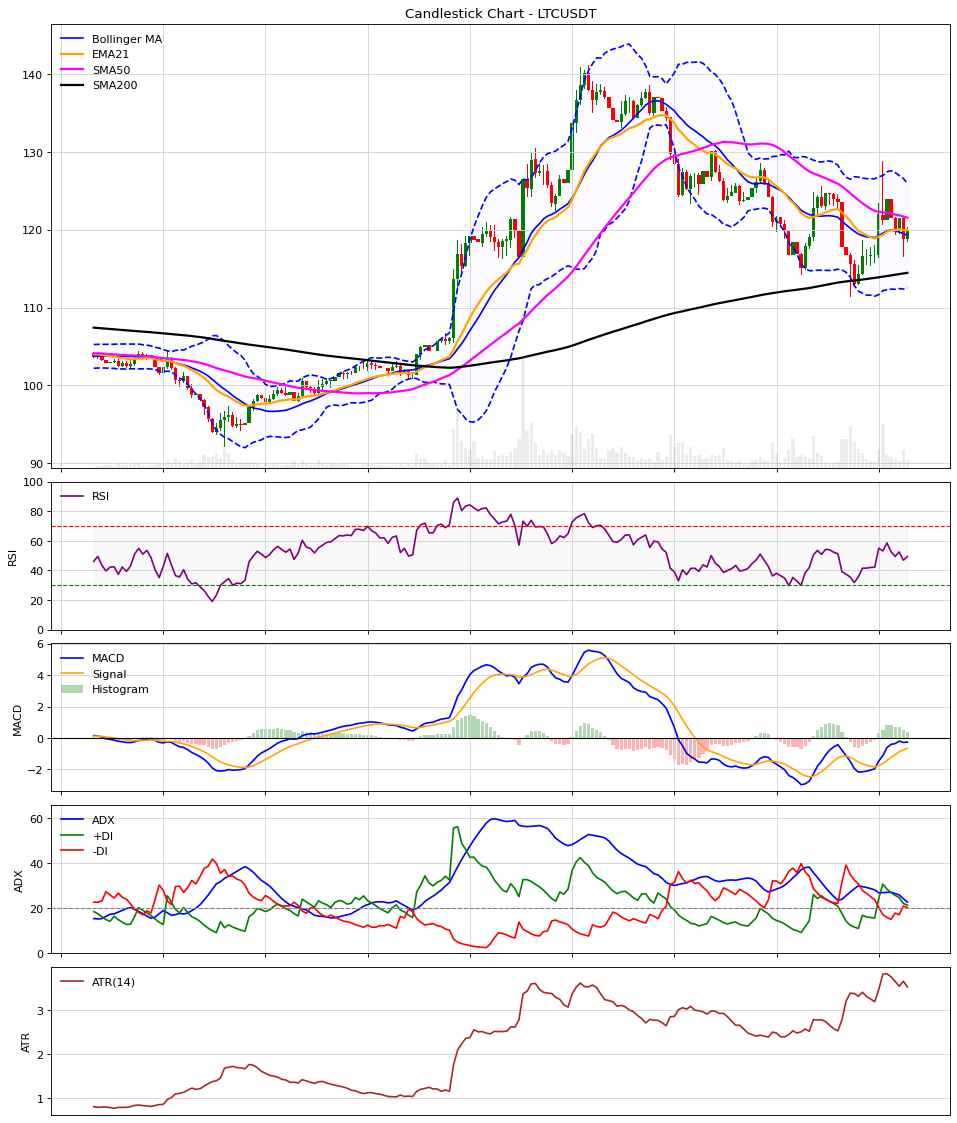 Candlestick Chart - LTCUSDT
Bollinger MA
EMA21
SMA50
SMA200
140
130
120
110
100
90
100
80
60
40
20
0
RSI
RSI
6
4
2
0
−2
MACD
MACD
Signal
Histogram
60
40
20
0
ADX
ADX
+DI
-DI
3
2
1
ATR
ATR(14)